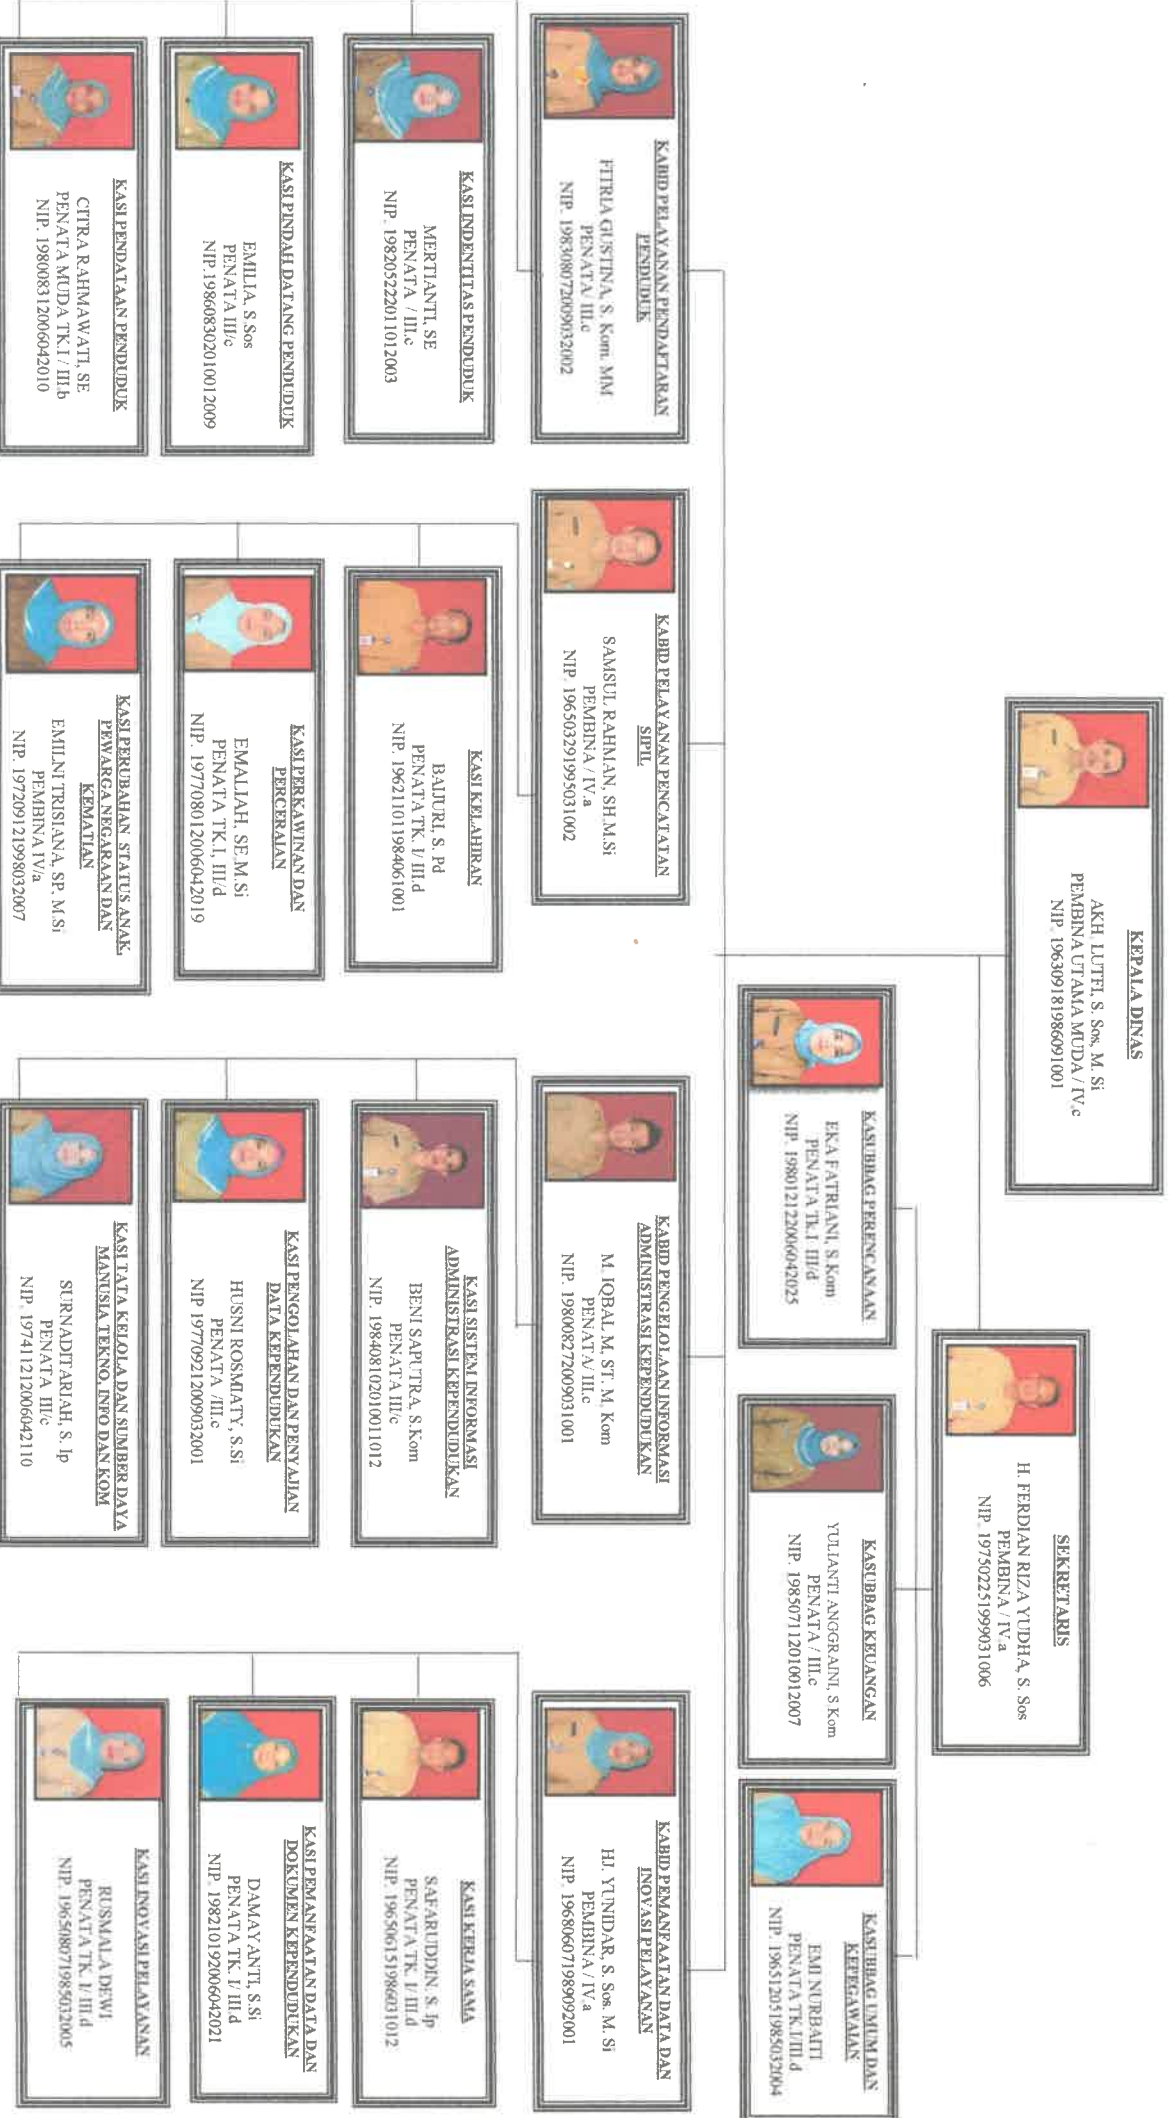 KEPALA DINAS
AKH. LUTFI, S. Sos, M. Si
PEMBINA UTAMA MUDA / IV.c
NIP. 196309181986091001
SEKRETARIS
H. FERDIAN RIZA YUDHA, S. Sos
PEMBINA / IV.a
NIP. 197502251999031006
KASUBBAG PERENCANAAN
EKA FATRIANI, S.Kom
PENATA Tk.I III/d
NIP. 198012122006042025
KASUBBAG KEUANGAN
YULIANTI ANGGRAINI, S.Kom
PENATA / III.c
NIP. 198507112010012007
KASUBBAG UMUM DAN
KEPEGAWAIAN
EMI NURBAITI
PENATA TK.I/III.d
NIP. 196512051985032004
KABID PELAYANAN PENDAFTARAN
PENDUDUK
FITRIA GUSTINA, S. Kom. MM
PENATA/ III.c
NIP. 198308072009032002
KABID PELAYANAN PENCATATAN
SIPIL
SAMSUL RAHMAN, SH.M.Si
PEMBINA / IV.a
NIP. 196503291995031002
KABID PENGELOLAAN INFORMASI
ADMINISTRASI KEPENDUDUKAN
M. IQBAL M. ST. M. Kom
PENATA/ III.c
NIP. 198008272009031001
KABID PEMANFAATAN DATA DAN
INOVASI PELAYANAN
HJ. YUNIDAR, S. Sos. M. Si
PEMBINA / IV.a
NIP. 196806071989092001
KASI INDENTITAS PENDUDUK
MERTIANTI, SE
PENATA / III.c
NIP. 198205222011012003
KASI KELAHIRAN
BAIJURI, S. Pd
PENATA TK. I/ III.d
NIP. 196211011984061001
KASI SISTEM INFORMASI
ADMINISTRASI KEPENDUDUKAN
BENI SAPUTRA, S.Kom
PENATA III/c
NIP. 198408102010011012
KASI KERJA SAMA
SAFARUDDIN. S. Ip
PENATA TK. I/ III.d
NIP. 196506151986031012
KASI PINDAH DATANG PENDUDUK
EMILIA, S.Sos
PENATA III/c
NIP.198608302010012009
KASI PERKAWINAN DAN
PERCERAIAN
EMALIAH, SE,M.Si
PENATA TK.I, III/d
NIP. 197708012006042019
KASI PENGOLAHAN DAN PENYAJIAN
DATA KEPENDUDUKAN
HUSNI ROSMIATY, S.Si
PENATA /III.c
NIP 197709212009032001
KASI PEMANFAATAN DATA DAN
DOKUMEN KEPENDUDUKAN
DAMAYANTI, S.Si
PENATA TK. I/ III.d
NIP. 198210192006042021
KASI PENDATAAN PENDUDUK
CITRA RAHMAWATI, SE
PENATA MUDA TK.I / III.b
NIP. 198008312006042010
KASI PERUBAHAN STATUS ANAK,
PEWARGA NEGARAAN DAN
KEMATIAN
EMILNI TRISIANA, SP, M.Si
PEMBINA IV/a
NIP. 197209121998032007
KASI TATA KELOLA DAN SUMBER DAYA
MANUSIA TEKNO, INFO DAN KOM
SURNADITARIAH, S. Ip
PENATA III/c
NIP. 197411212006042110
KASI INOVASI PELAYANAN
RUSMALA DEWI
PENATA TK. I/ III.d
NIP. 196508071985032005